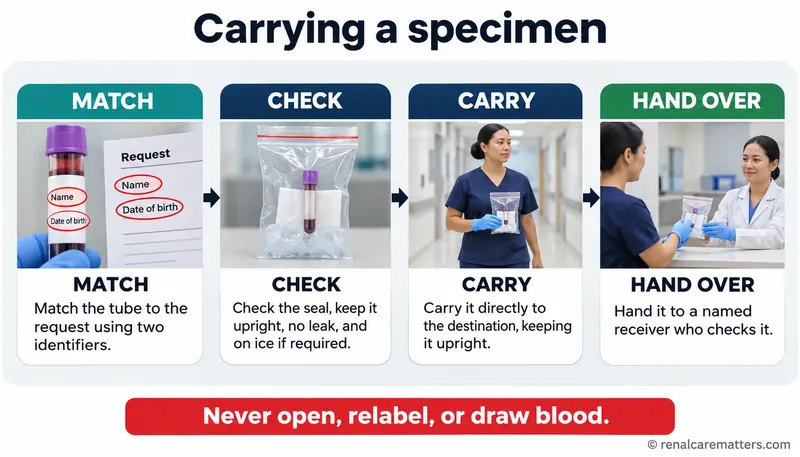 Carrying a specimen
MATCH
CHECK
CARRY
HAND OVER
Name
Date of birth
Request
Name
Date of birth
MATCH
Match the tube to the
request using two
identifiers.
CHECK
Check the seal, keep it
upright, no leak, and
on ice if required.
CARRY
Carry it directly to
the destination, keeping
it upright.
HAND OVER
Hand it to a named
receiver who checks it.
Never open, relabel, or draw blood.
© renalcarematters.com